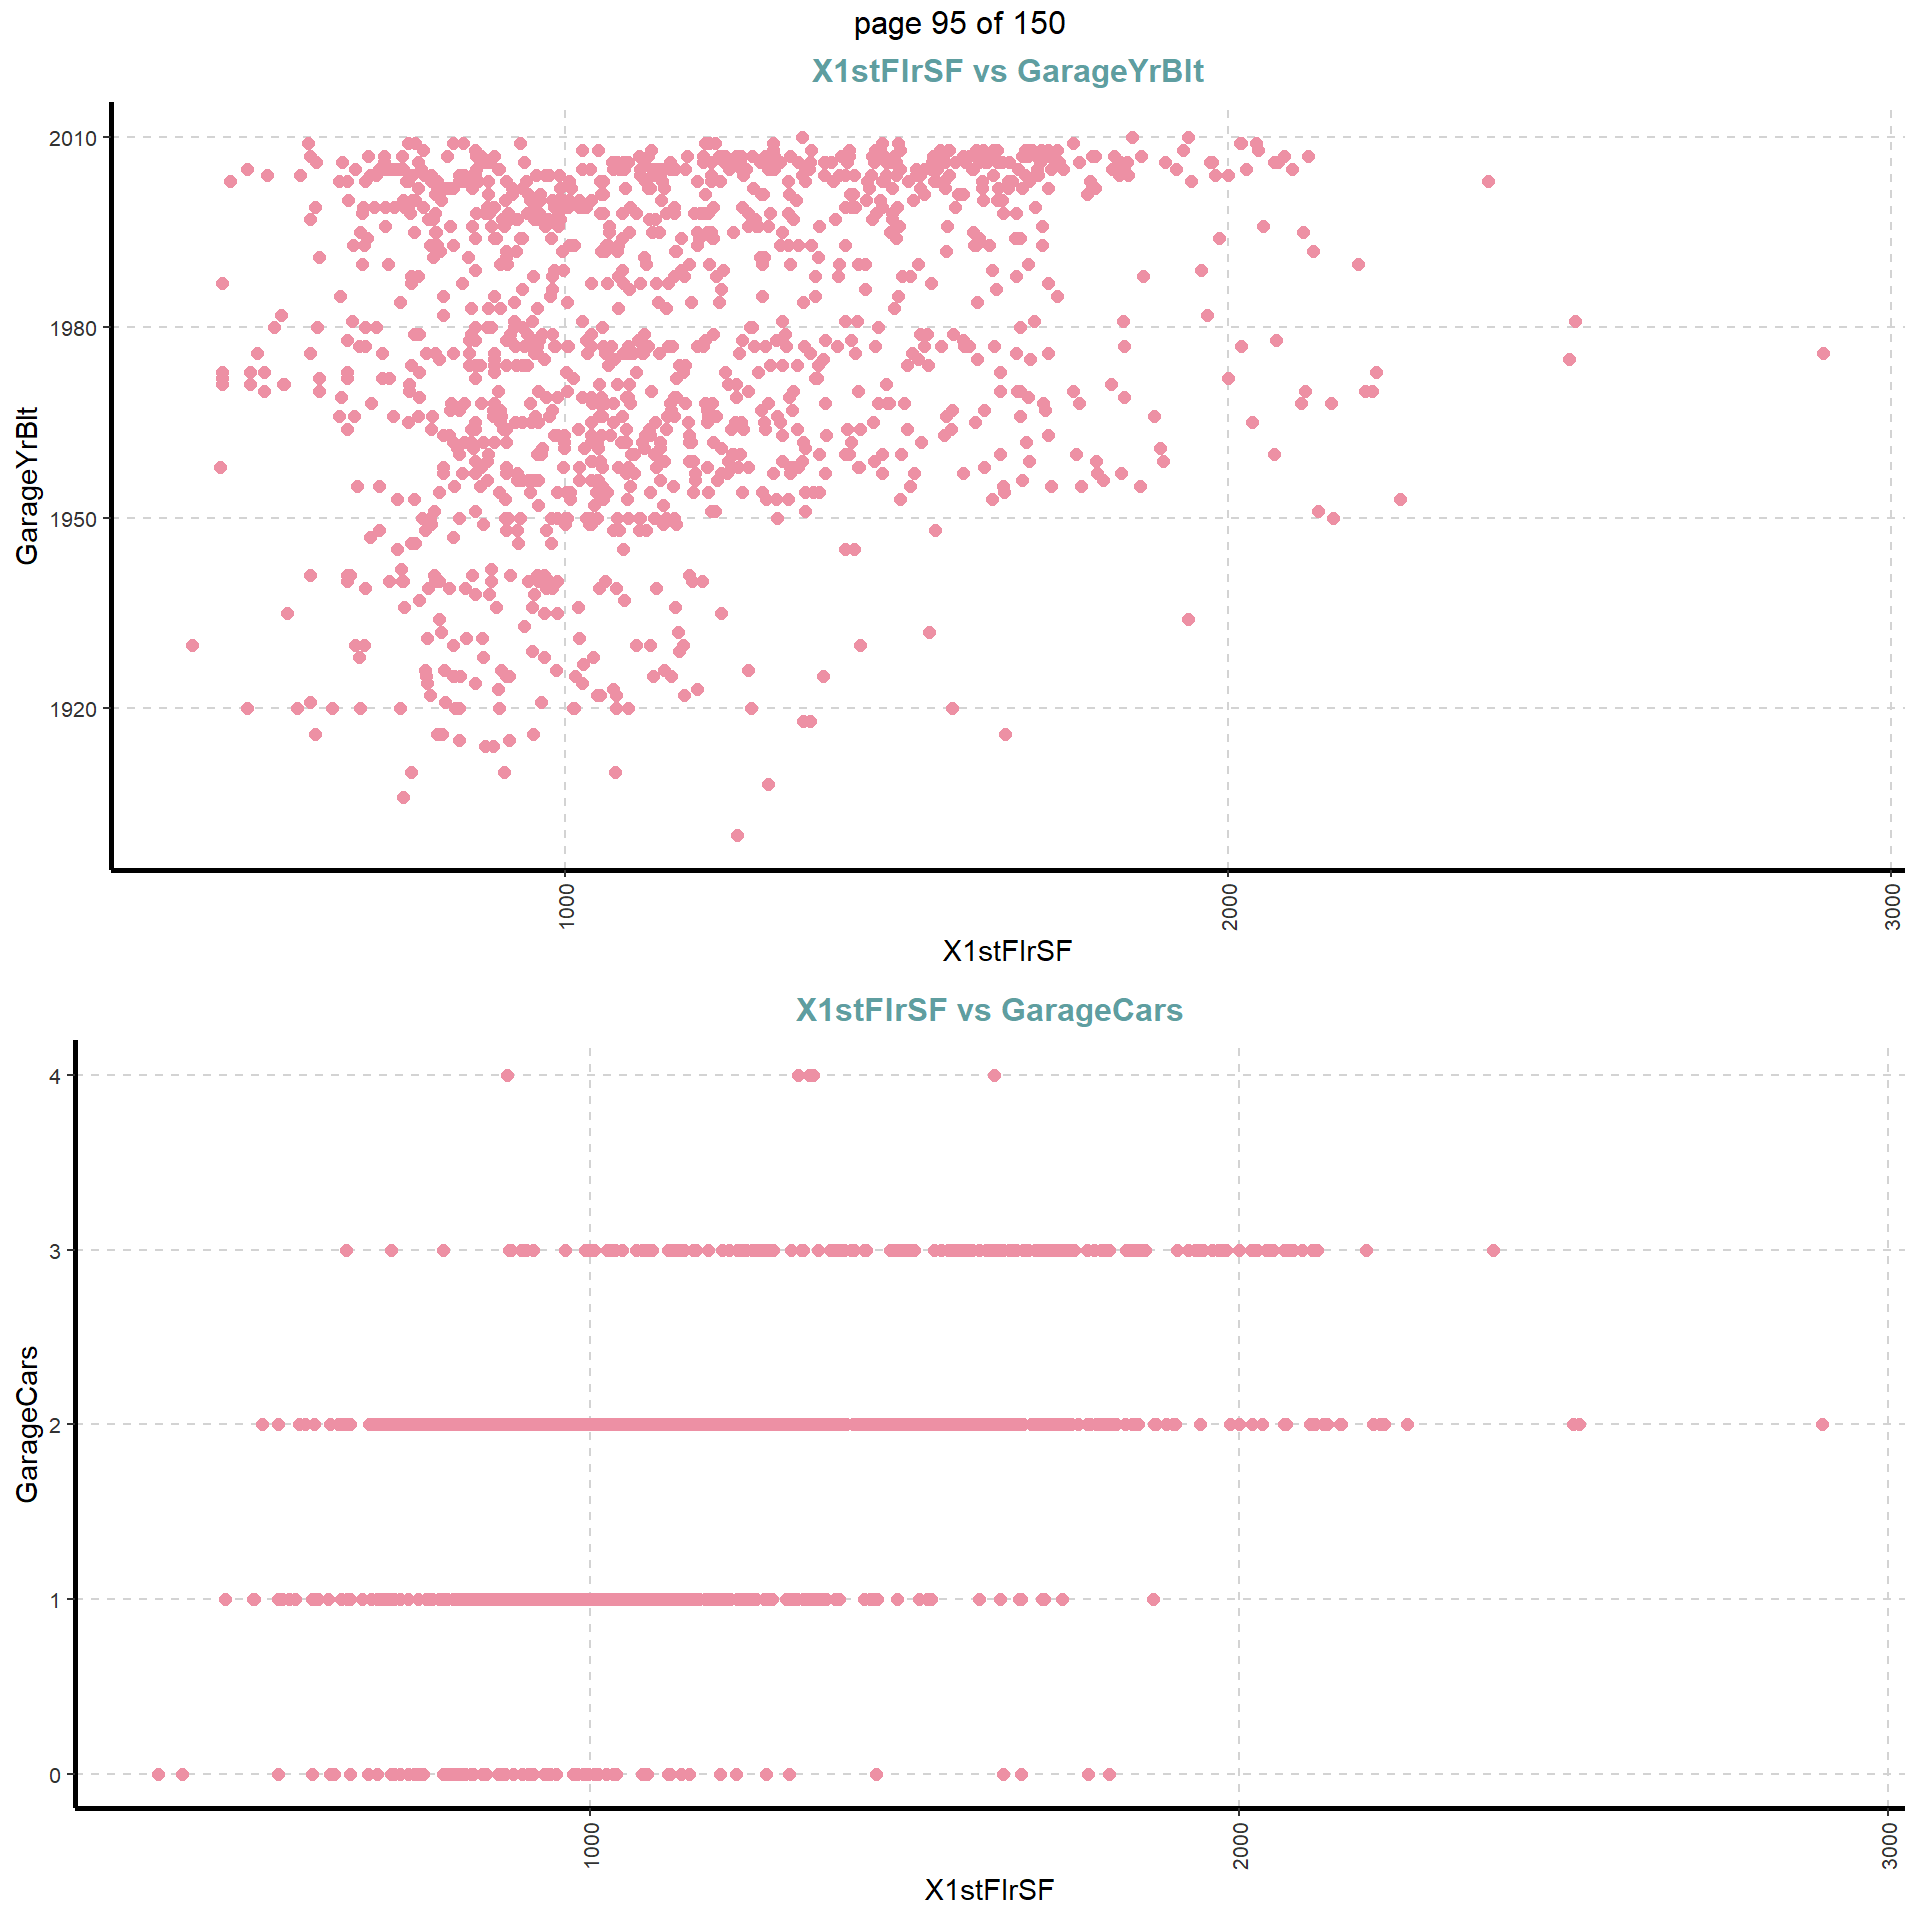 page 95 of 150
X1stFlrSF vs GarageYrBlt
GarageYrBlt
2010
1980
1950
1920
1000
2000
3000
X1stFlrSF
X1stFlrSF vs GarageCars
GarageCars
4
3
2
1
0
1000
2000
3000
X1stFlrSF